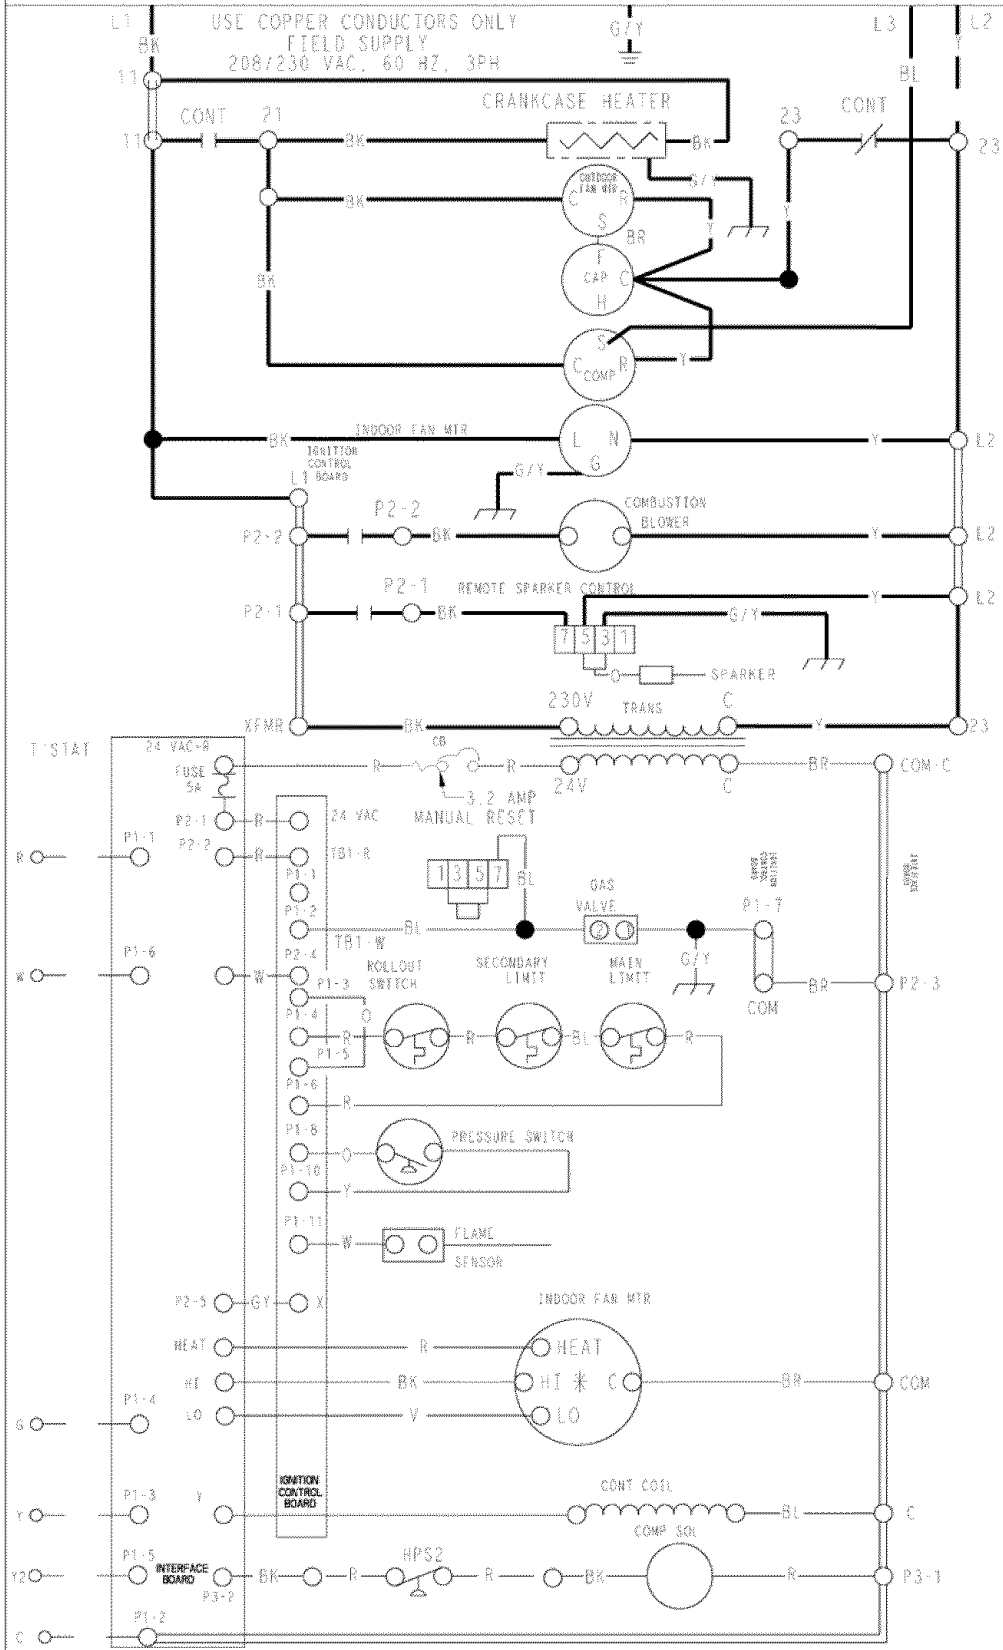 L1 USE COPPER CONDUCTORS ONLY G/Y L3 L2
BK FIELD SUPPLY Y
208/230 VAC, 60 HZ, 3PH
11 BL
CRANKCASE HEATER
CONT 21 23 CONT
11 BK BK 23
G/Y
OUTDOOR
FAN MTR
C R
BK Y Y
S BR
F
BK CAP C
H
S
C COMP R Y
INDOOR FAN MTR
BK L N Y L2
G
G/Y
IGNITION
CONTROL
BOARD
L1
P2-2 COMBUSTION
BLOWER
P2-2 BK Y L2
P2-1 REMOTE SPARKER CONTROL Y L2
P2-1 BK G/Y
7 5 3 1
O SPARKER
230V TRANS C
XFMR BK Y 23
T'STAT 24 VAC-R CB
R R 24V C BR COM-C
FUSE
5A
3.2 AMP
MANUAL RESET
P2-1 R 24 VAC
P1-1 P2-2 R TB1-R
R
P1-1
1 3 5 7 BL
GAS
VALVE
IGNITION
CONTROL
BOARD
INTERFACE
BOARD
P1-2 BL 2 1 P1-7
TB1-W
P1-6 P2-4 G/Y
W W
ROLLOUT
SWITCH
SECONDARY
LIMIT
MAIN
LIMIT
COM BR P2-3
P1-3
O
P1-4 R R BL R
P1-5
P1-6 R
P1-8 PRESSURE SWITCH
O
P1-10 Y
P1-11 W FLAME
SENSOR
P2-5 GY X INDOOR FAN MTR
HEAT R HEAT
HI BK HI * C BR COM
P1-4 LO V LO
G
IGNITION
CONTROL
BOARD
CONT COIL
P1-3 Y
Y BL C
COMP SOL
P1-5 HPS2
Y2 INTERFACE
BOARD
P3-2 BK R R BK R P3-1
P1-2
C